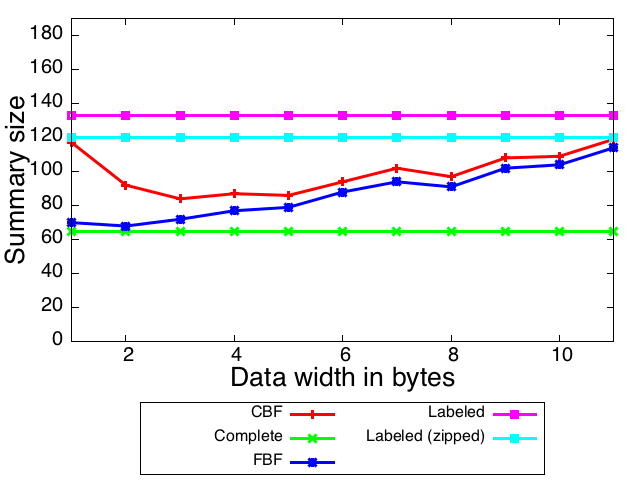 180
160
140
120
100
80
60
40
20
0
Summary size
2 4 6 8 10
Data width in bytes
CBF Labeled
Complete Labeled (zipped)
FBF